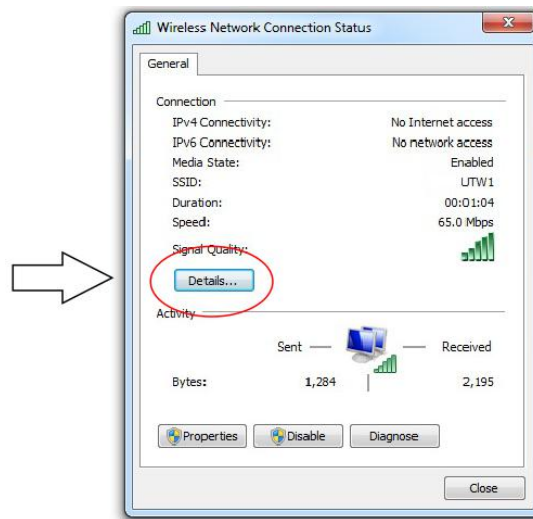 Wireless Network Connection Status
General
Connection
IPv4 Connectivity: No Internet access
IPv6 Connectivity: No network access
Media State: Enabled
SSID: UTW1
Duration: 00:01:04
Speed: 65.0 Mbps
Signal Quality:
Details...
Activity
Sent Received
Bytes: 1,284 2,195
Properties Disable Diagnose
Close